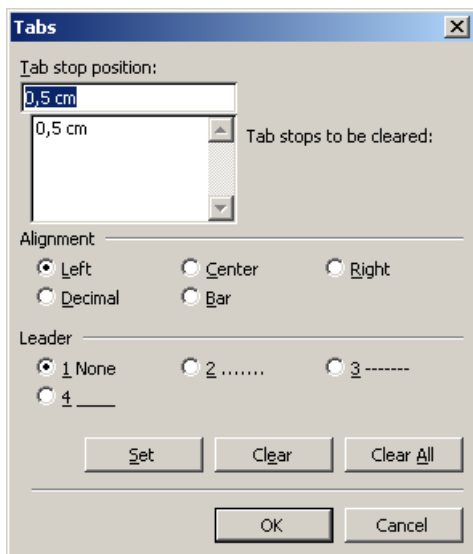 Tabs
Tab stop position:
0,5 cm
0,5 cm
Tab stops to be cleared:
Alignment
Left Center Right
Decimal Bar
Leader
1 None 2 ....... 3 -------
4 ____
Set Clear Clear All
OK Cancel